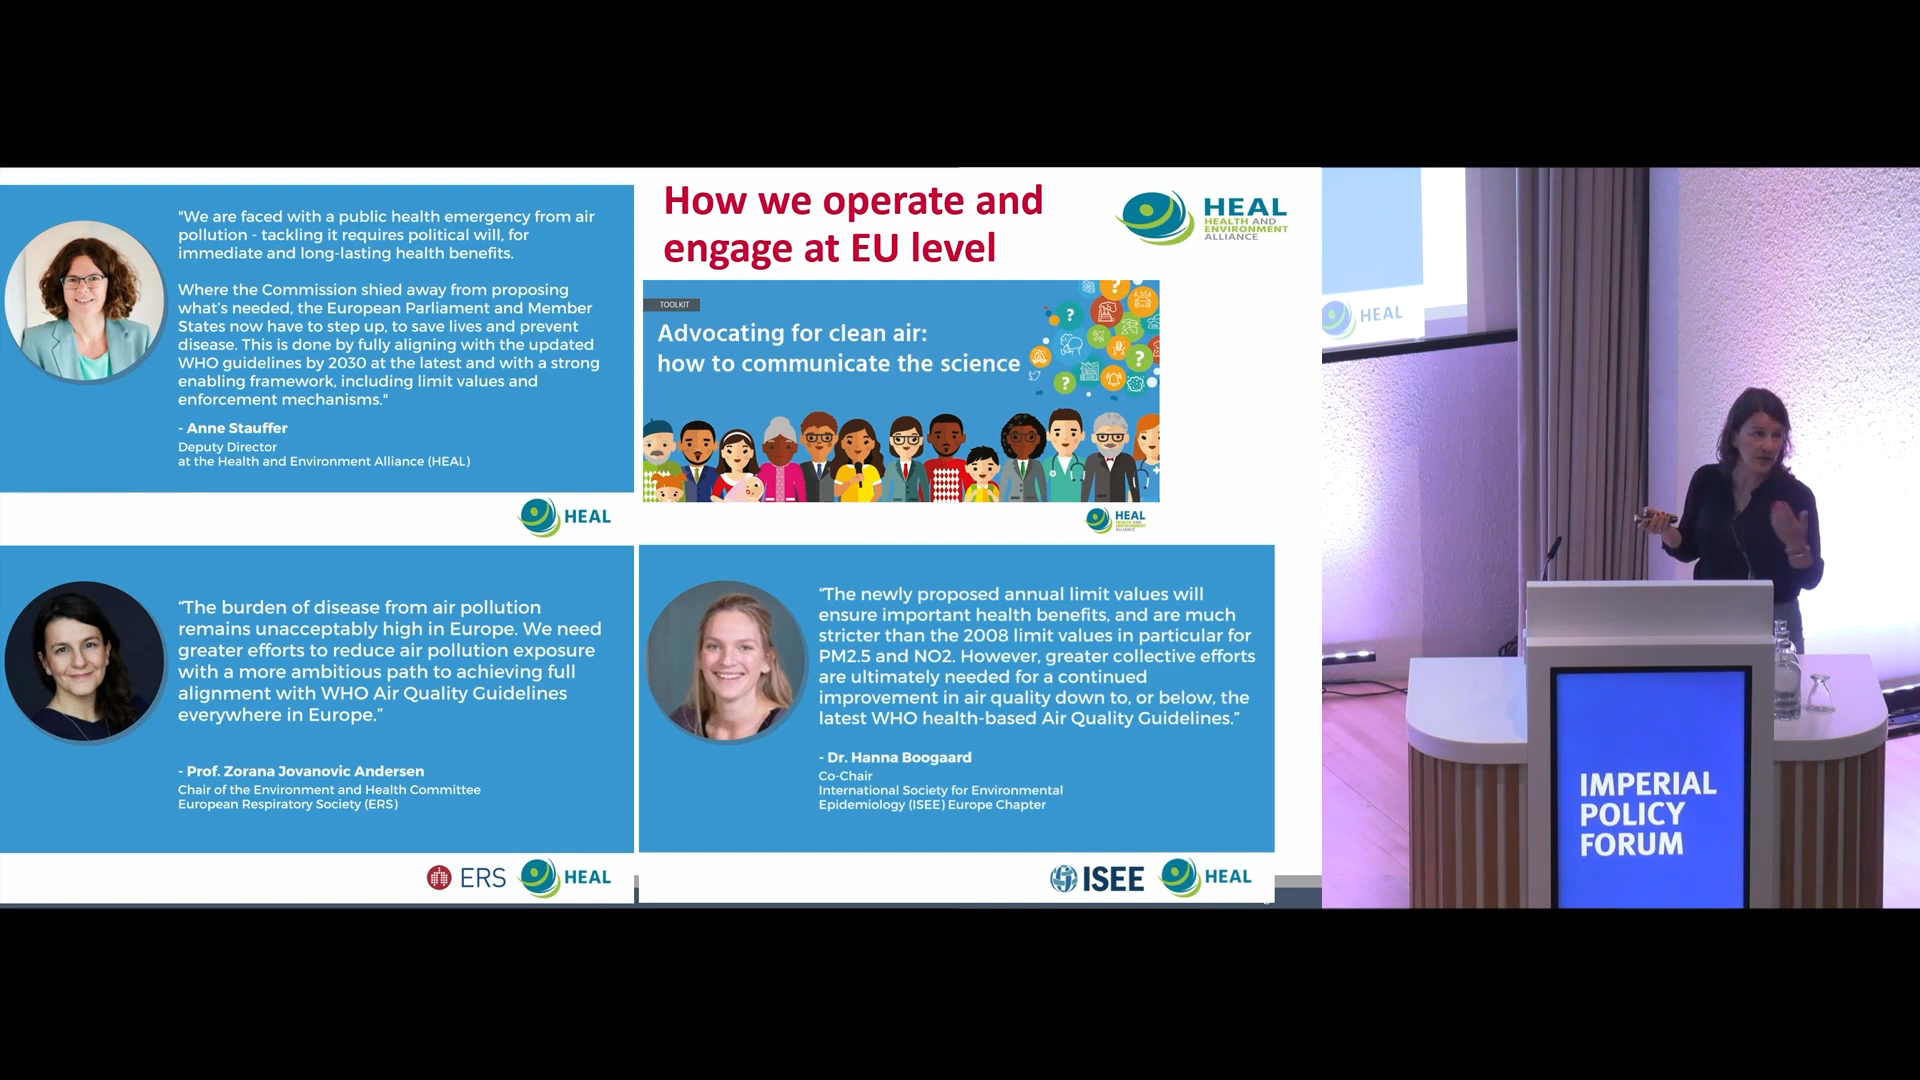 "We are faced with a public health emergency from air
pollution - tackling it requires political will, for
immediate and long-lasting health benefits.
Where the Commission shied away from proposing
what's needed, the European Parliament and Member
States now have to step up, to save lives and prevent
disease. This is done by fully aligning with the updated
WHO guidelines by 2030 at the latest and with a strong
enabling framework, including limit values and
enforcement mechanisms."
- Anne Stauffer
Deputy Director
at the Health and Environment Alliance (HEAL)
HEAL
How we operate and
engage at EU level
HEAL
HEALTH AND
ENVIRONMENT
ALLIANCE
TOOLKIT
Advocating for clean air:
how to communicate the science
HEAL
HEALTH AND
ENVIRONMENT
ALLIANCE
“The burden of disease from air pollution
remains unacceptably high in Europe. We need
greater efforts to reduce air pollution exposure
with a more ambitious path to achieving full
alignment with WHO Air Quality Guidelines
everywhere in Europe.”
- Prof. Zorana Jovanovic Andersen
Chair of the Environment and Health Committee
European Respiratory Society (ERS)
ERS
HEAL
“The newly proposed annual limit values will
ensure important health benefits, and are much
stricter than the 2008 limit values in particular for
PM2.5 and NO2. However, greater collective efforts
are ultimately needed for a continued
improvement in air quality down to, or below, the
latest WHO health-based Air Quality Guidelines.”
- Dr. Hanna Boogaard
Co-Chair
International Society for Environmental
Epidemiology (ISEE) Europe Chapter
ISEE
HEAL
HEAL
IMPERIAL
POLICY
FORUM